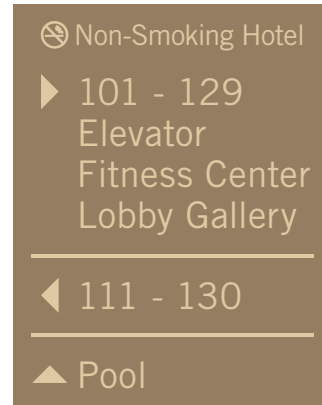 Non-Smoking Hotel
101 - 129
Elevator
Fitness Center
Lobby Gallery
111 - 130
Pool